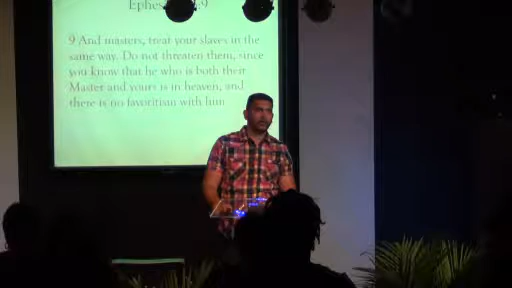 9 And masters, treat your slaves in the
same way. Do not threaten them, since
you know that he who is both their
Master and yours is in heaven, and
there is no favoritism with him